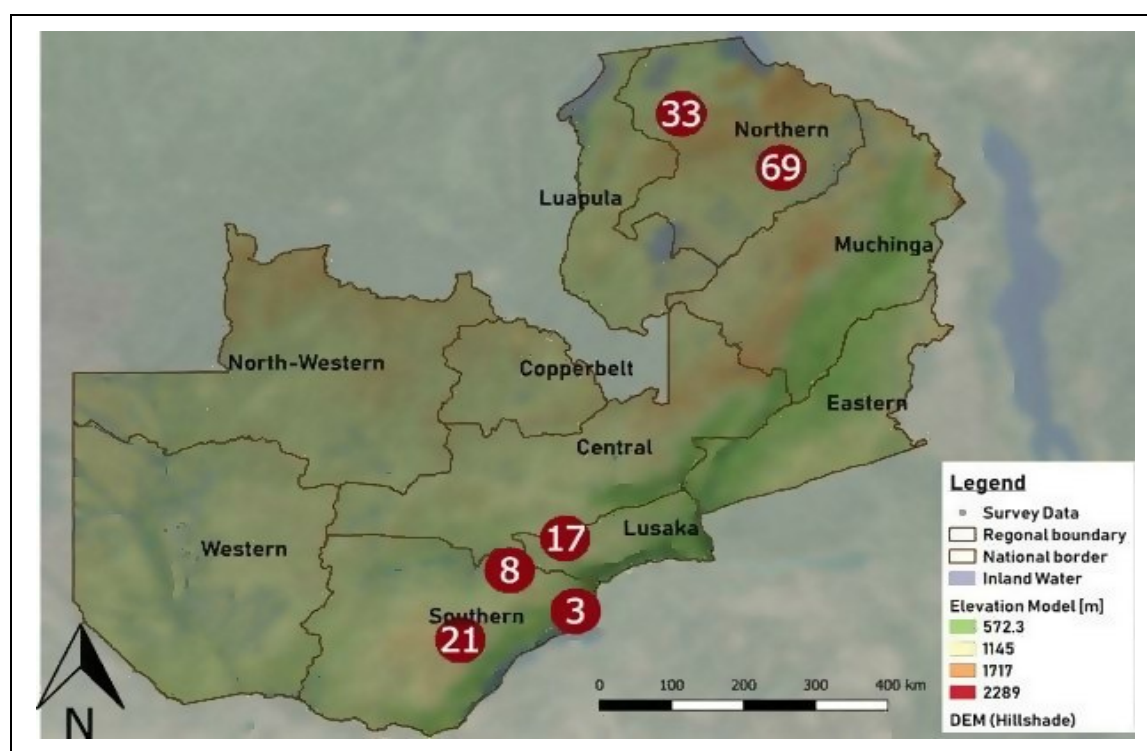 33
Northern
69
Luapula
Muchinga
North-Western
Copperbelt
Eastern
Central
Legend
Survey Data
Regonal boundary
National border
Inland Water
Elevation Model [m]
572.3
1145
1717
2289
DEM (Hillshade)
17
Lusaka
Western
8
3
Southern
21
0 100 200 300 400 km
N